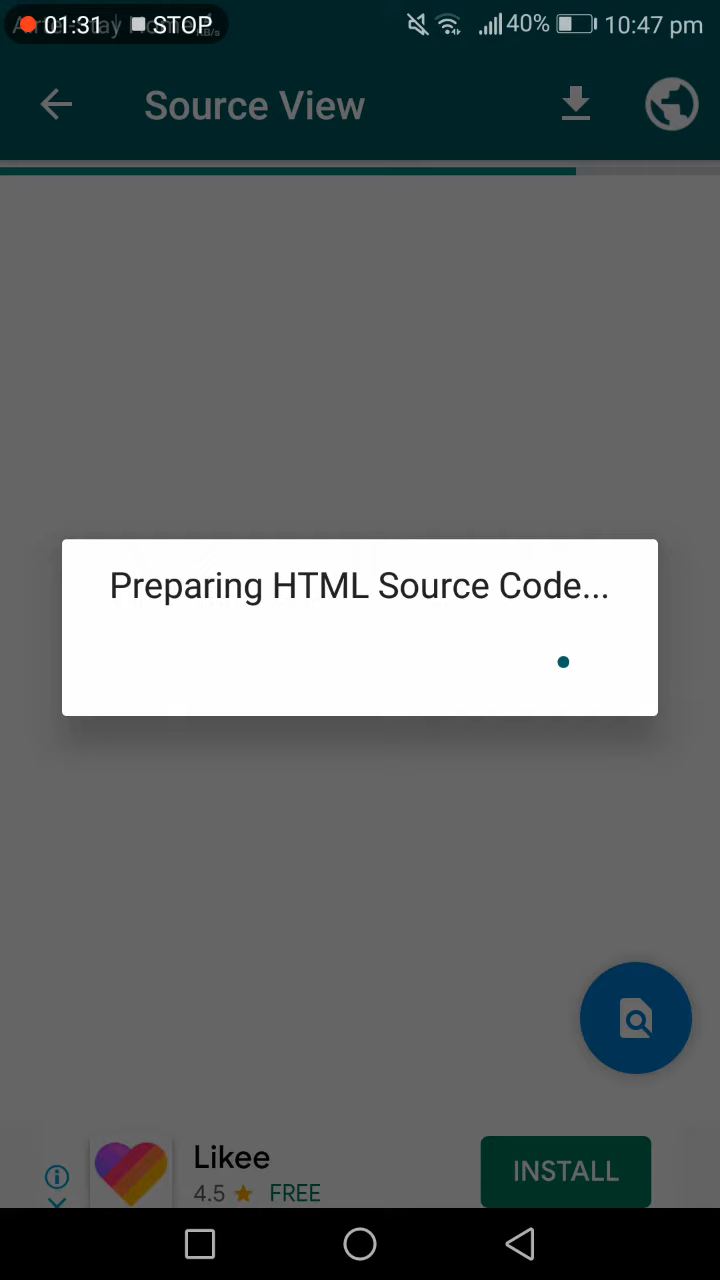 01:31 STOP 40% 10:47 pm
Source View
Preparing HTML Source Code...
Likee
4.5 FREE
INSTALL